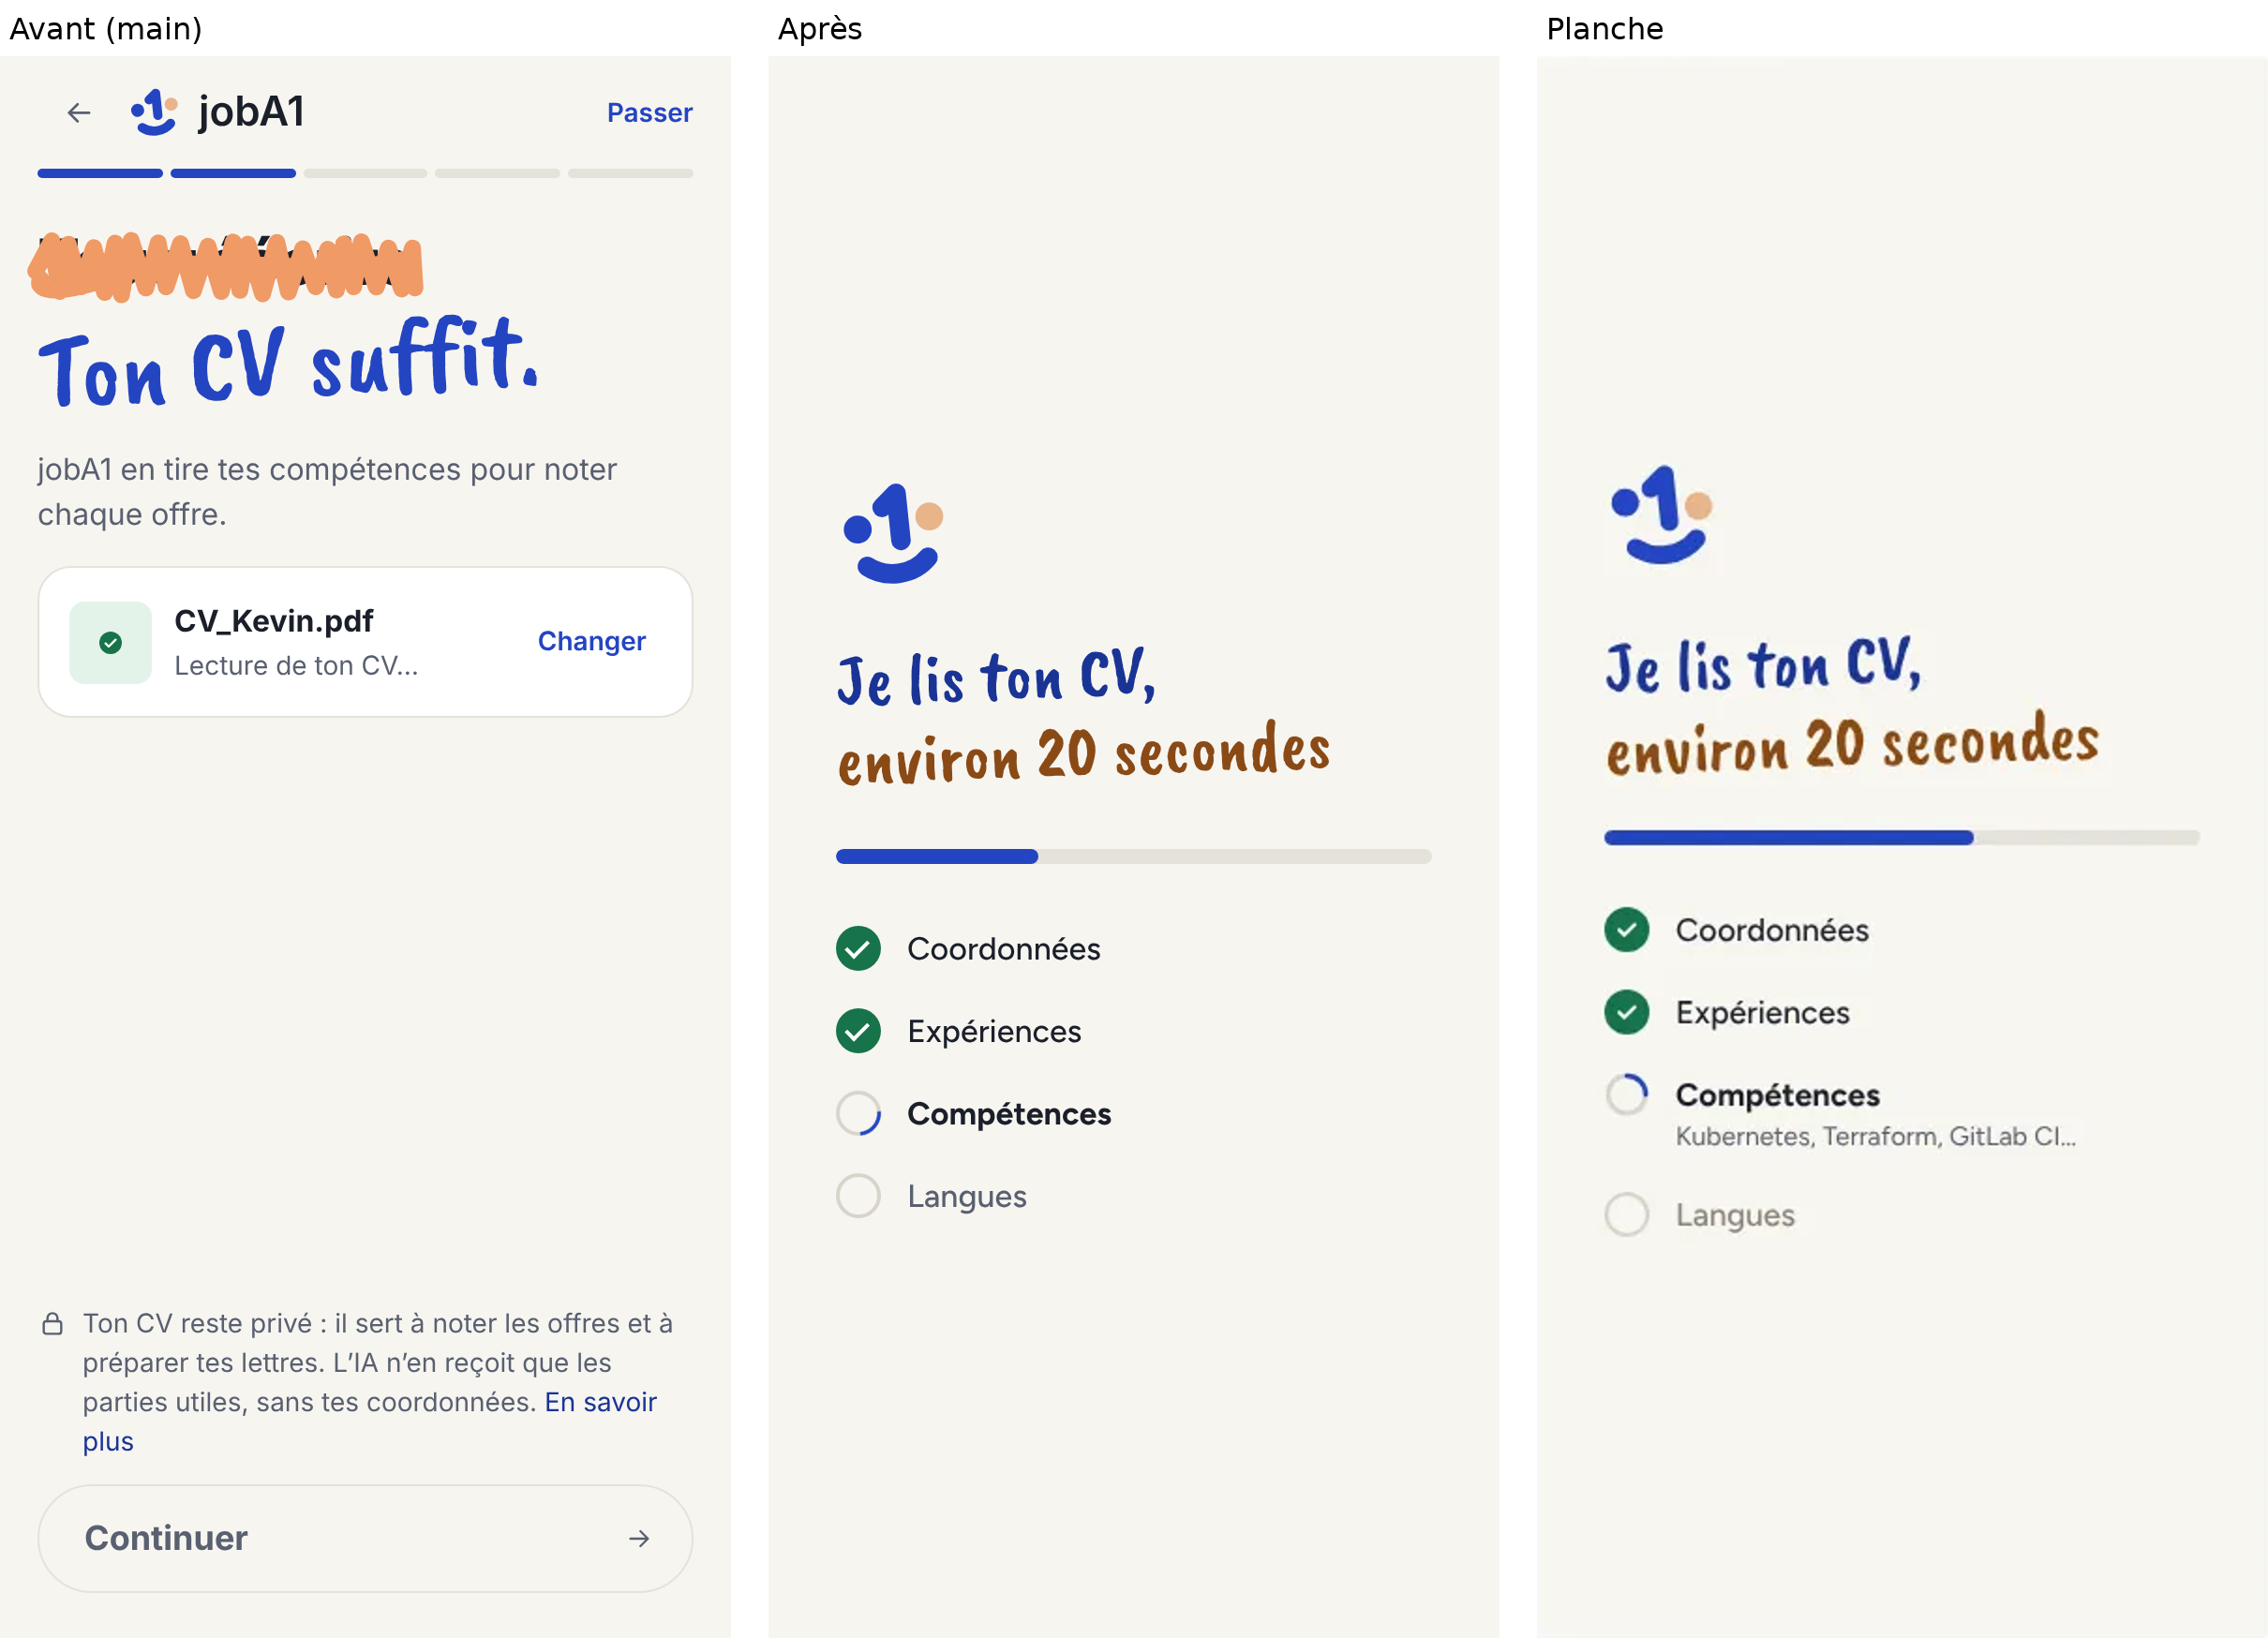 Avant (main)
jobA1
Passer
Ton CV suffit.
jobA1 en tire tes compétences pour noter
chaque offre.
CV_Kevin.pdf
Lecture de ton CV...
Changer
Ton CV reste privé : il sert à noter les offres et à
préparer tes lettres. L’IA n’en reçoit que les
parties utiles, sans tes coordonnées. En savoir
plus
Continuer
Après
Je lis ton CV,
environ 20 secondes
Coordonnées
Expériences
Compétences
Langues
Planche
Je lis ton CV,
environ 20 secondes
Coordonnées
Expériences
Compétences
Kubernetes, Terraform, GitLab CI...
Langues